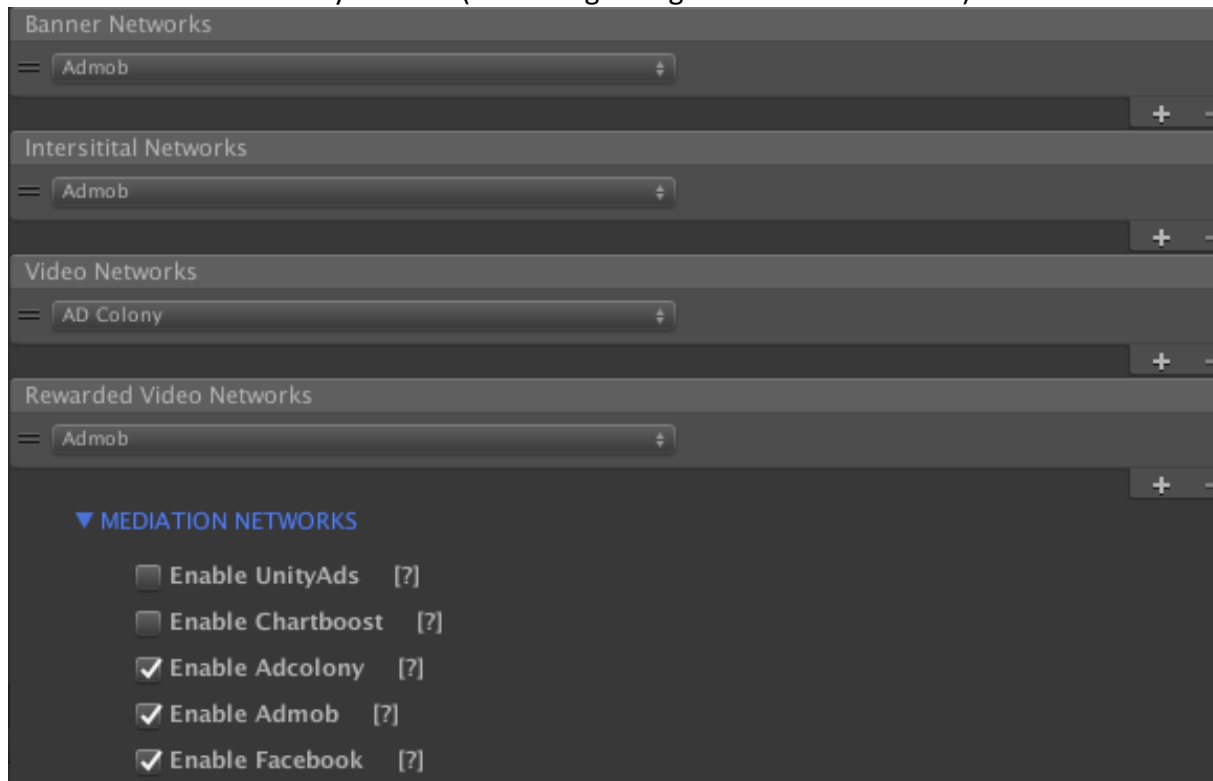 Banner Networks
Admob
+ -
Intersitital Networks
Admob
+ -
Video Networks
AD Colony
+ -
Rewarded Video Networks
Admob
+ -
▼ MEDIATION NETWORKS
Enable UnityAds [?]
Enable Chartboost [?]
Enable Adcolony [?]
Enable Admob [?]
Enable Facebook [?]